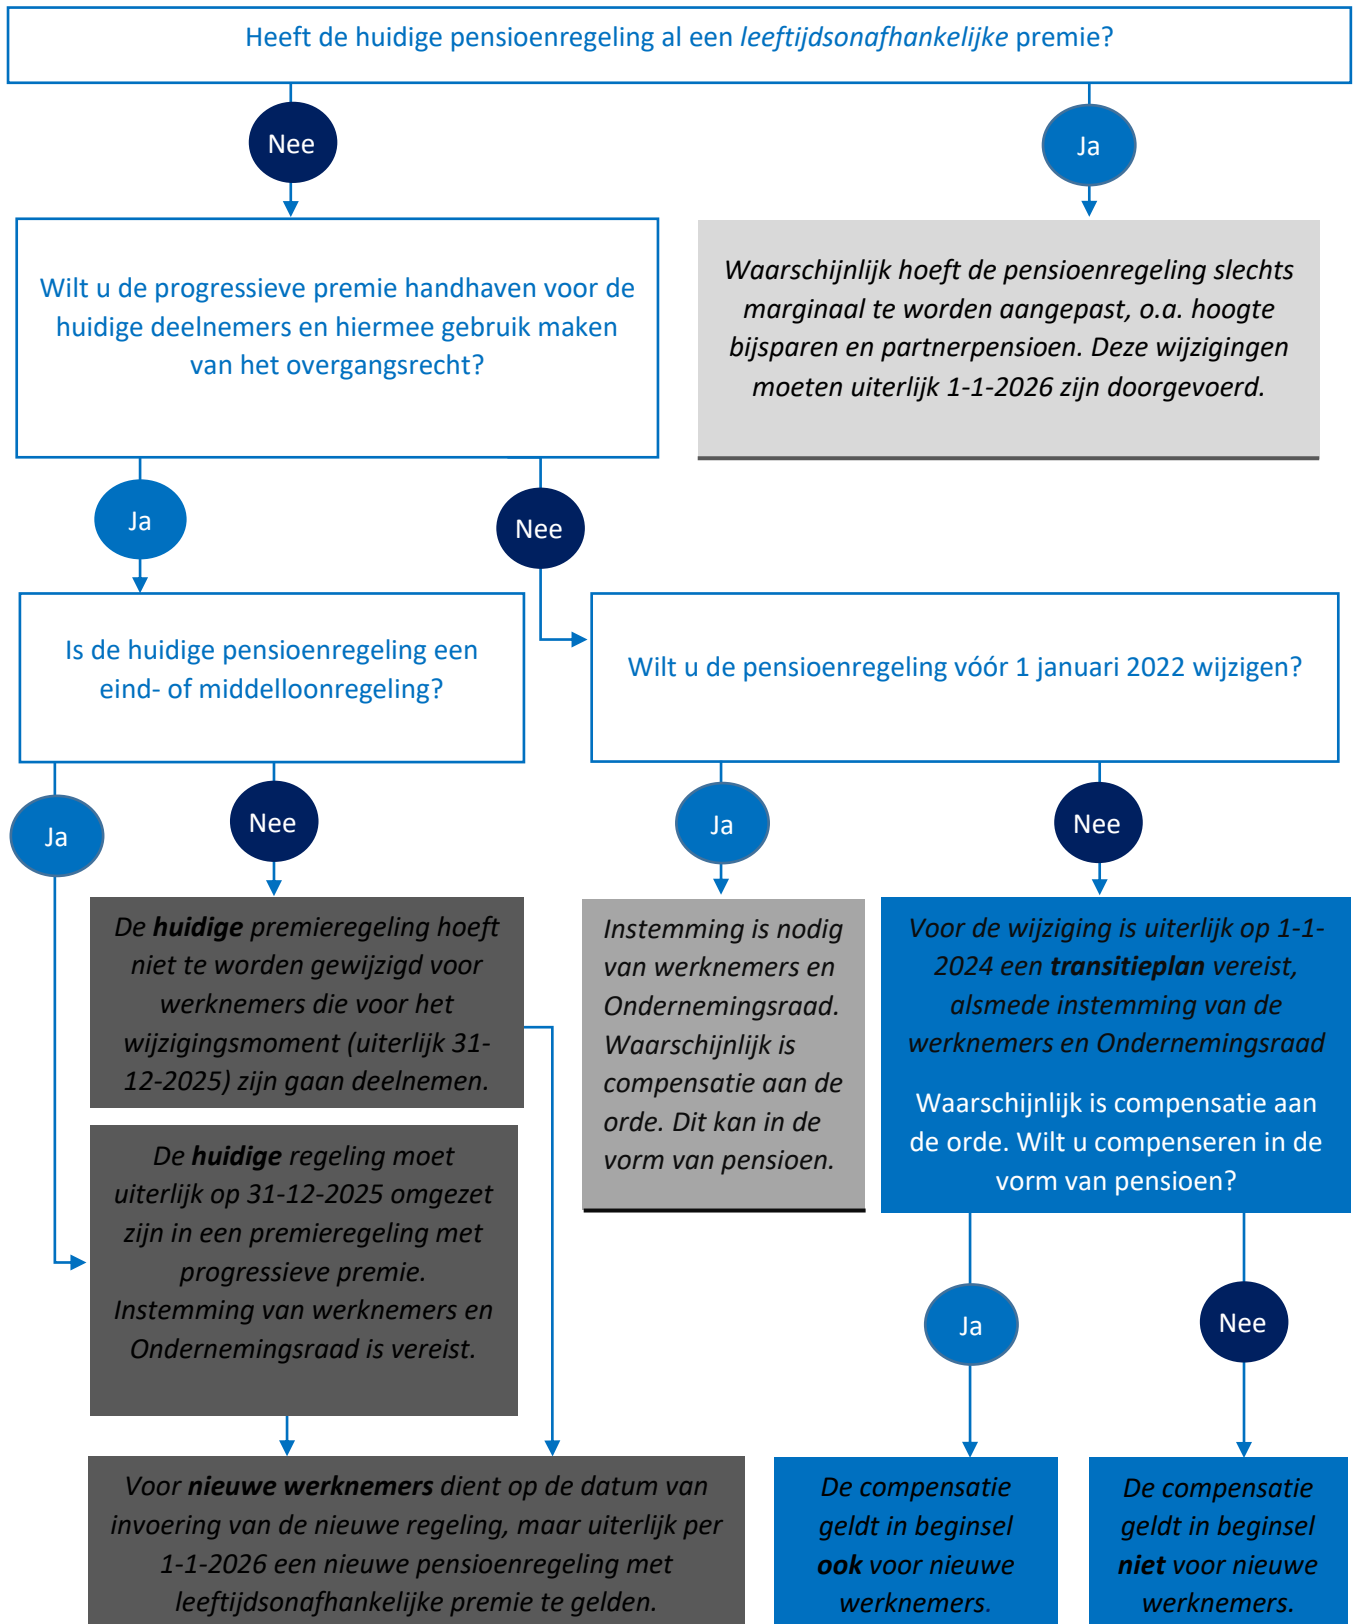 Heeft de huidige pensioenregeling al een leeftijdsonafhankelijke premie?
Nee
Ja
Wilt u de progressieve premie handhaven voor de
huidige deelnemers en hiermee gebruik maken
van het overgangsrecht?
Waarschijnlijk hoeft de pensioenregeling slechts
marginaal te worden aangepast, o.a. hoogte
bijsparen en partnerpensioen. Deze wijzigingen
moeten uiterlijk 1-1-2026 zijn doorgevoerd.
Ja
Nee
Is de huidige pensioenregeling een
eind- of middelloonregeling?
Wilt u de pensioenregeling vóór 1 januari 2022 wijzigen?
Ja
Nee
Ja
Nee
De huidige premieregeling hoeft
niet te worden gewijzigd voor
werknemers die voor het
wijzigingsmoment (uiterlijk 31-
12-2025) zijn gaan deelnemen.
Instemming is nodig
van werknemers en
Ondernemingsraad.
Waarschijnlijk is
compensatie aan de
orde. Dit kan in de
vorm van pensioen.
Voor de wijziging is uiterlijk op 1-1-
2024 een transitieplan vereist,
alsmede instemming van de
werknemers en Ondernemingsraad
Waarschijnlijk is compensatie aan
de orde. Wilt u compenseren in de
vorm van pensioen?
De huidige regeling moet
uiterlijk op 31-12-2025 omgezet
zijn in een premieregeling met
progressieve premie.
Instemming van werknemers en
Ondernemingsraad is vereist.
Ja
Nee
Voor nieuwe werknemers dient op de datum van
invoering van de nieuwe regeling, maar uiterlijk per
1-1-2026 een nieuwe pensioenregeling met
leeftijdsonafhankelijke premie te gelden.
De compensatie
geldt in beginsel
ook voor nieuwe
werknemers.
De compensatie
geldt in beginsel
niet voor nieuwe
werknemers.